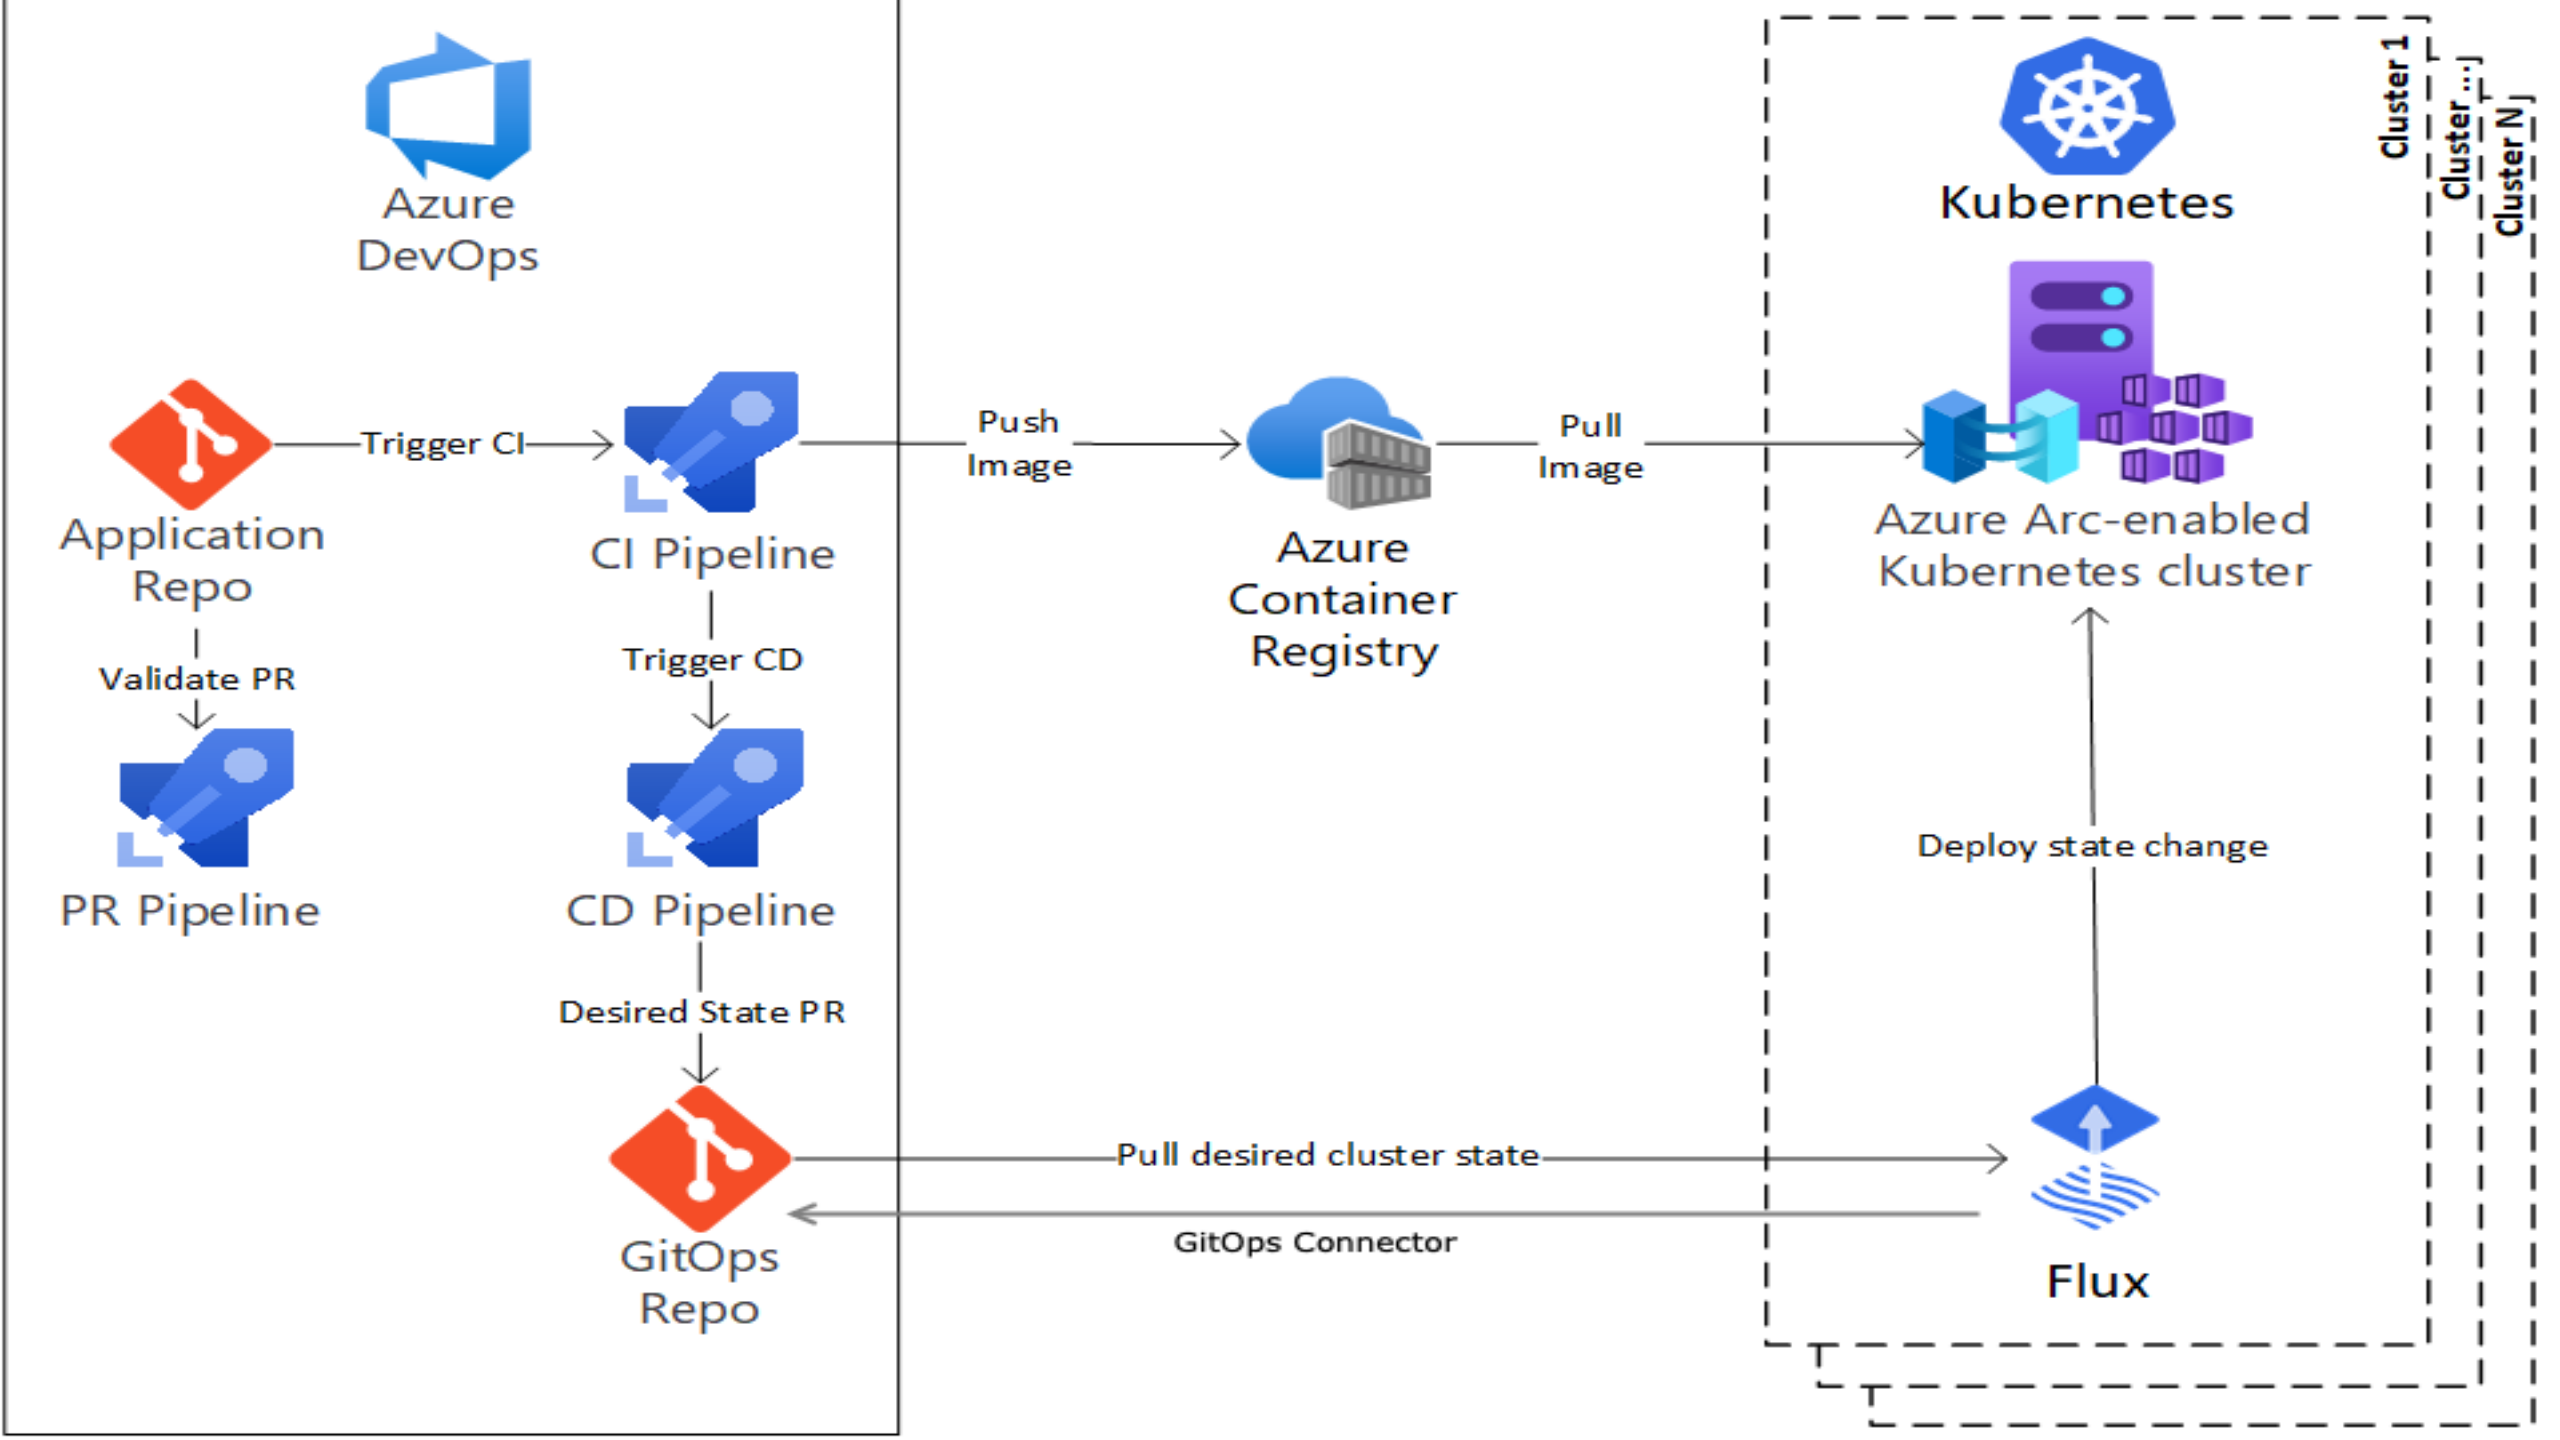 Azure
DevOps
Kubernetes
Cluster 1
Cluster ...
Cluster N
Trigger CI
Push
Image
Pull
Image
Application
Repo
CI Pipeline
Azure
Container
Registry
Azure Arc-enabled
Kubernetes cluster
Validate PR
Trigger CD
Deploy state change
PR Pipeline
CD Pipeline
Desired State PR
Pull desired cluster state
GitOps Connector
GitOps
Repo
Flux